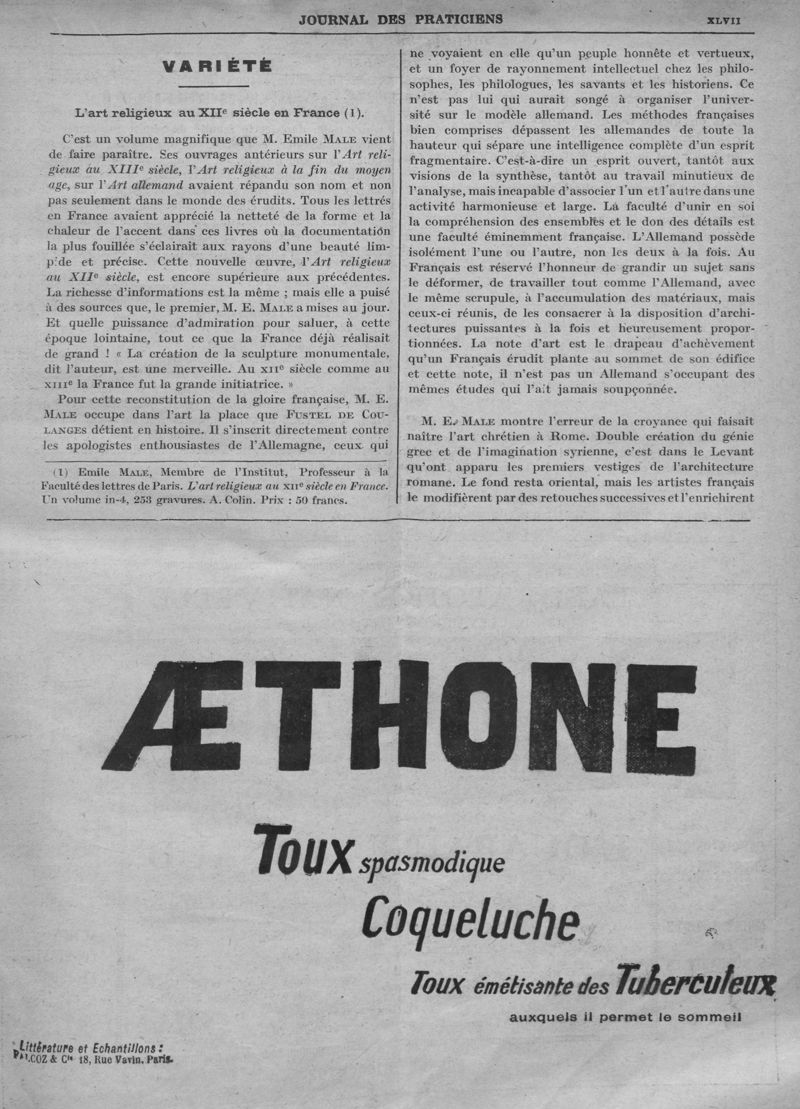 JOURNAL DES PRATICIENS
XLVII
VARIÉTÉ
L'art religieux au XIIe siècle en France (1).
C'est un volume magnifique que M. Emile MALE vient
de faire paraître. Ses ouvrages antérieurs sur l'Art reli-
gieux au XIIIe siècle, l'Art religieux à la fin du moyen
age, sur l'Art allemand avaient répandu son nom et non
pas seulement dans le monde des érudits. Tous les lettrés
en France avaient apprécié la netteté de la forme et la
chaleur de l'accent dans ces livres où la documentation
la plus fouillée s'éclairait aux rayons d'une beauté lim-
pide et précise. Cette nouvelle œuvre, l'Art religieux
au XIIe siècle, est encore supérieure aux précédentes.
La richesse d'informations est la même ; mais elle a puisé
à des sources que, le premier, M. E. MALE a mises au jour.
Et quelle puissance d'admiration pour saluer, à cette
époque lointaine, tout ce que la France déjà réalisait
de grand ! « La création de la sculpture monumentale,
dit l'auteur, est une merveille. Au XIIe siècle comme au
XIIIe la France fut la grande initiatrice. »
Pour cette reconstitution de la gloire française, M. E.
MALE occupe dans l'art la place que FUSTEL DE COU-
LANGES détient en histoire. Il s'inscrit directement contre
les apologistes enthousiastes de l'Allemagne, ceux qui
(1) Emile MALE, Membre de l'Institut, Professeur à la
Faculté des lettres de Paris. L'art religieux au XIIe siècle en France.
Un volume in-4, 253 gravures. A. Colin. Prix : 50 francs.
ne voyaient en elle qu'un peuple honnête et vertueux,
et un foyer de rayonnement intellectuel chez les philo-
sophes, les philologues, les savants et les historiens. Ce
n'est pas lui qui aurait songé à organiser l'univer-
sité sur le modèle allemand. Les méthodes françaises
bien comprises dépassent les allemandes de toute la
hauteur qui sépare une intelligence complète d'un esprit
fragmentaire. C'est-à-dire un esprit ouvert, tantôt aux
visions de la synthèse, tantôt au travail minutieux de
l'analyse, mais incapable d'associer l'un et l'autre dans une
activité harmonieuse et large. La faculté d'unir en soi
la compréhension des ensembles et le don des détails est
une faculté éminemment française. L'Allemand possède
isolément l'une ou l'autre, non les deux à la fois. Au
Français est réservé l'honneur de grandir un sujet sans
le déformer, de travailler tout comme l'Allemand, avec
le même scrupule, à l'accumulation des matériaux, mais
ceux-ci réunis, de les consacrer à la disposition d'archi-
tectures puissantes à la fois et heureusement propor-
tionnées. La note d'art est le drapeau d'achèvement
qu'un Français érudit plante au sommet de son édifice
et cette note, il n'est pas un Allemand s'occupant des
mêmes études qui l'ait jamais soupçonnée.
M. E. MALE montre l'erreur de la croyance qui faisait
naître l'art chrétien à Rome. Double création du génie
grec et de l'imagination syrienne, c'est dans le Levant
qu'ont apparu les premiers vestiges de l'architecture
romane. Le fond resta oriental, mais les artistes français
le modifièrent par des retouches successives et l'enrichirent
ÆTHONE
Toux spasmodique
Coqueluche
Toux émétisante des Tuberculeux
auxquels il permet le sommeil
Littérature et Echantillons :
COZ & Cie 18, Rue Vavin, Paris.